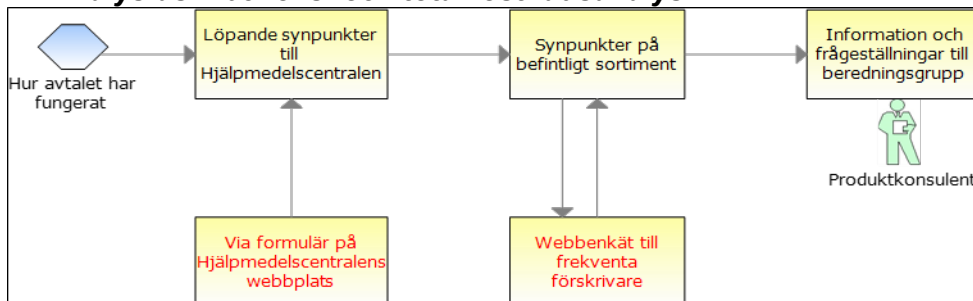 Hur avtalet har
fungerat
Löpande synpunkter
till
Hjälpmedelscentralen
Synpunkter på
befintligt sortiment
Information och
frågeställningar till
beredningsgrupp
Produktkonsulent
Via formulär på
Hjälpmedelscentralens
webbplats
Webbenkät till
frekventa
förskrivare